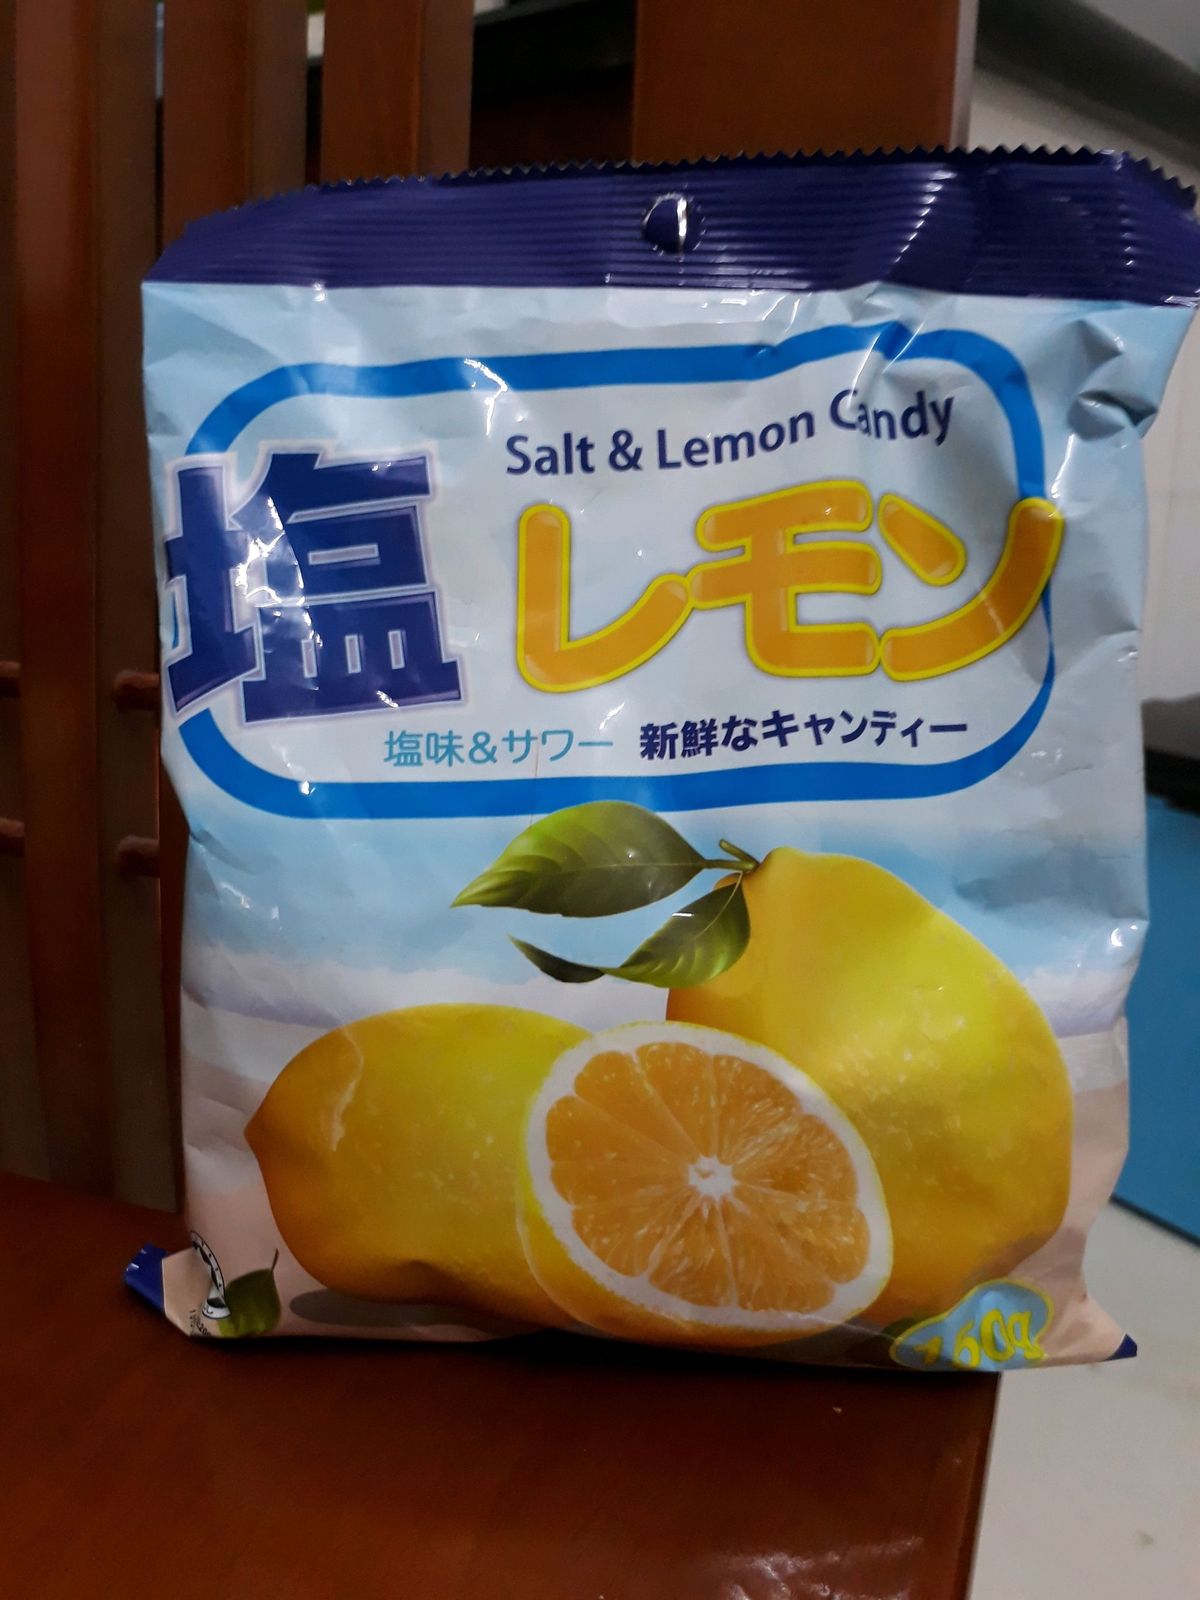 Salt & Lemon Candy
塩 レモン
塩味&サワー 新鮮なキャンディー
150g